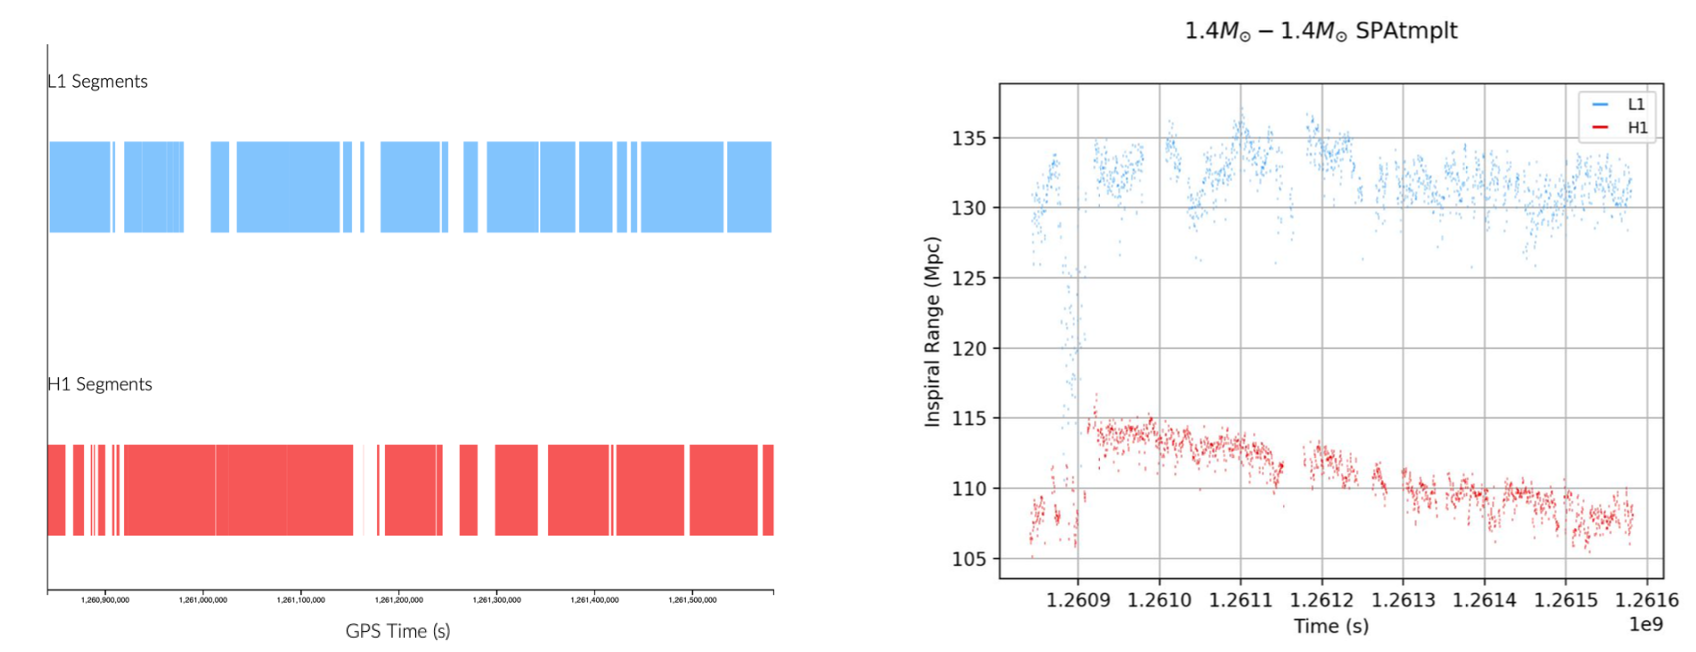 L1 Segments
H1 Segments
1,260,900,000 1,261,000,000 1,261,100,000 1,261,200,000 1,261,300,000 1,261,400,000 1,261,500,000
GPS Time (s)
1.4M⊙ − 1.4M⊙ SPAtmplt
L1
H1
Inspiral Range (Mpc)
135
130
125
120
115
110
105
1.2609 1.2610 1.2611 1.2612 1.2613 1.2614 1.2615 1.2616
Time (s)
1e9